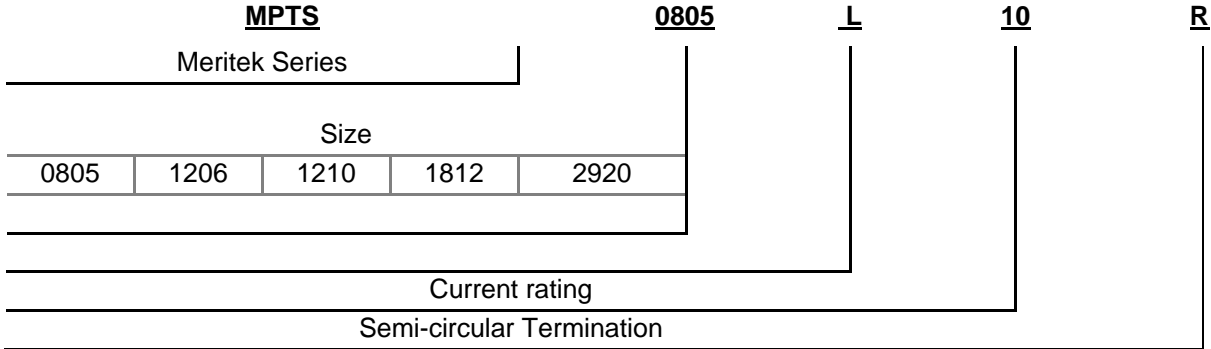 MPTS 0805 L 10 R
Meritek Series
Size
0805 1206 1210 1812 2920
Current rating
Semi-circular Termination